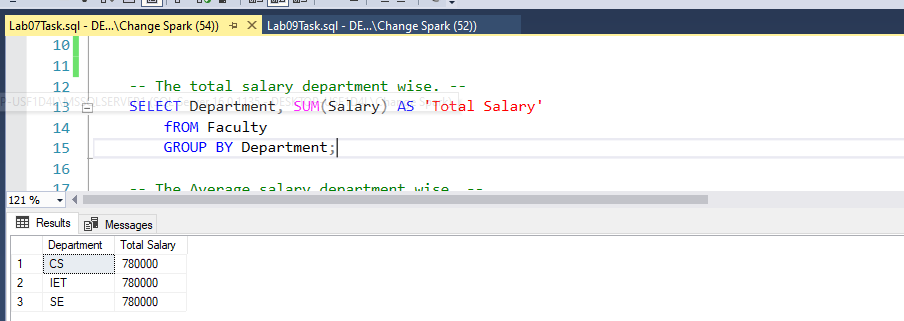 Lab07Task.sql - DE...\Change Spark (54)) Lab09Task.sql - DE...\Change Spark (52))
10
11
12 -- The total salary department wise. --
13 SELECT Department, SUM(Salary) AS 'Total Salary'
14 fROM Faculty
15 GROUP BY Department;
16
17 -- The Average salary department wise. --
121 %
Results Messages
Department Total Salary
1 CS 780000
2 IET 780000
3 SE 780000